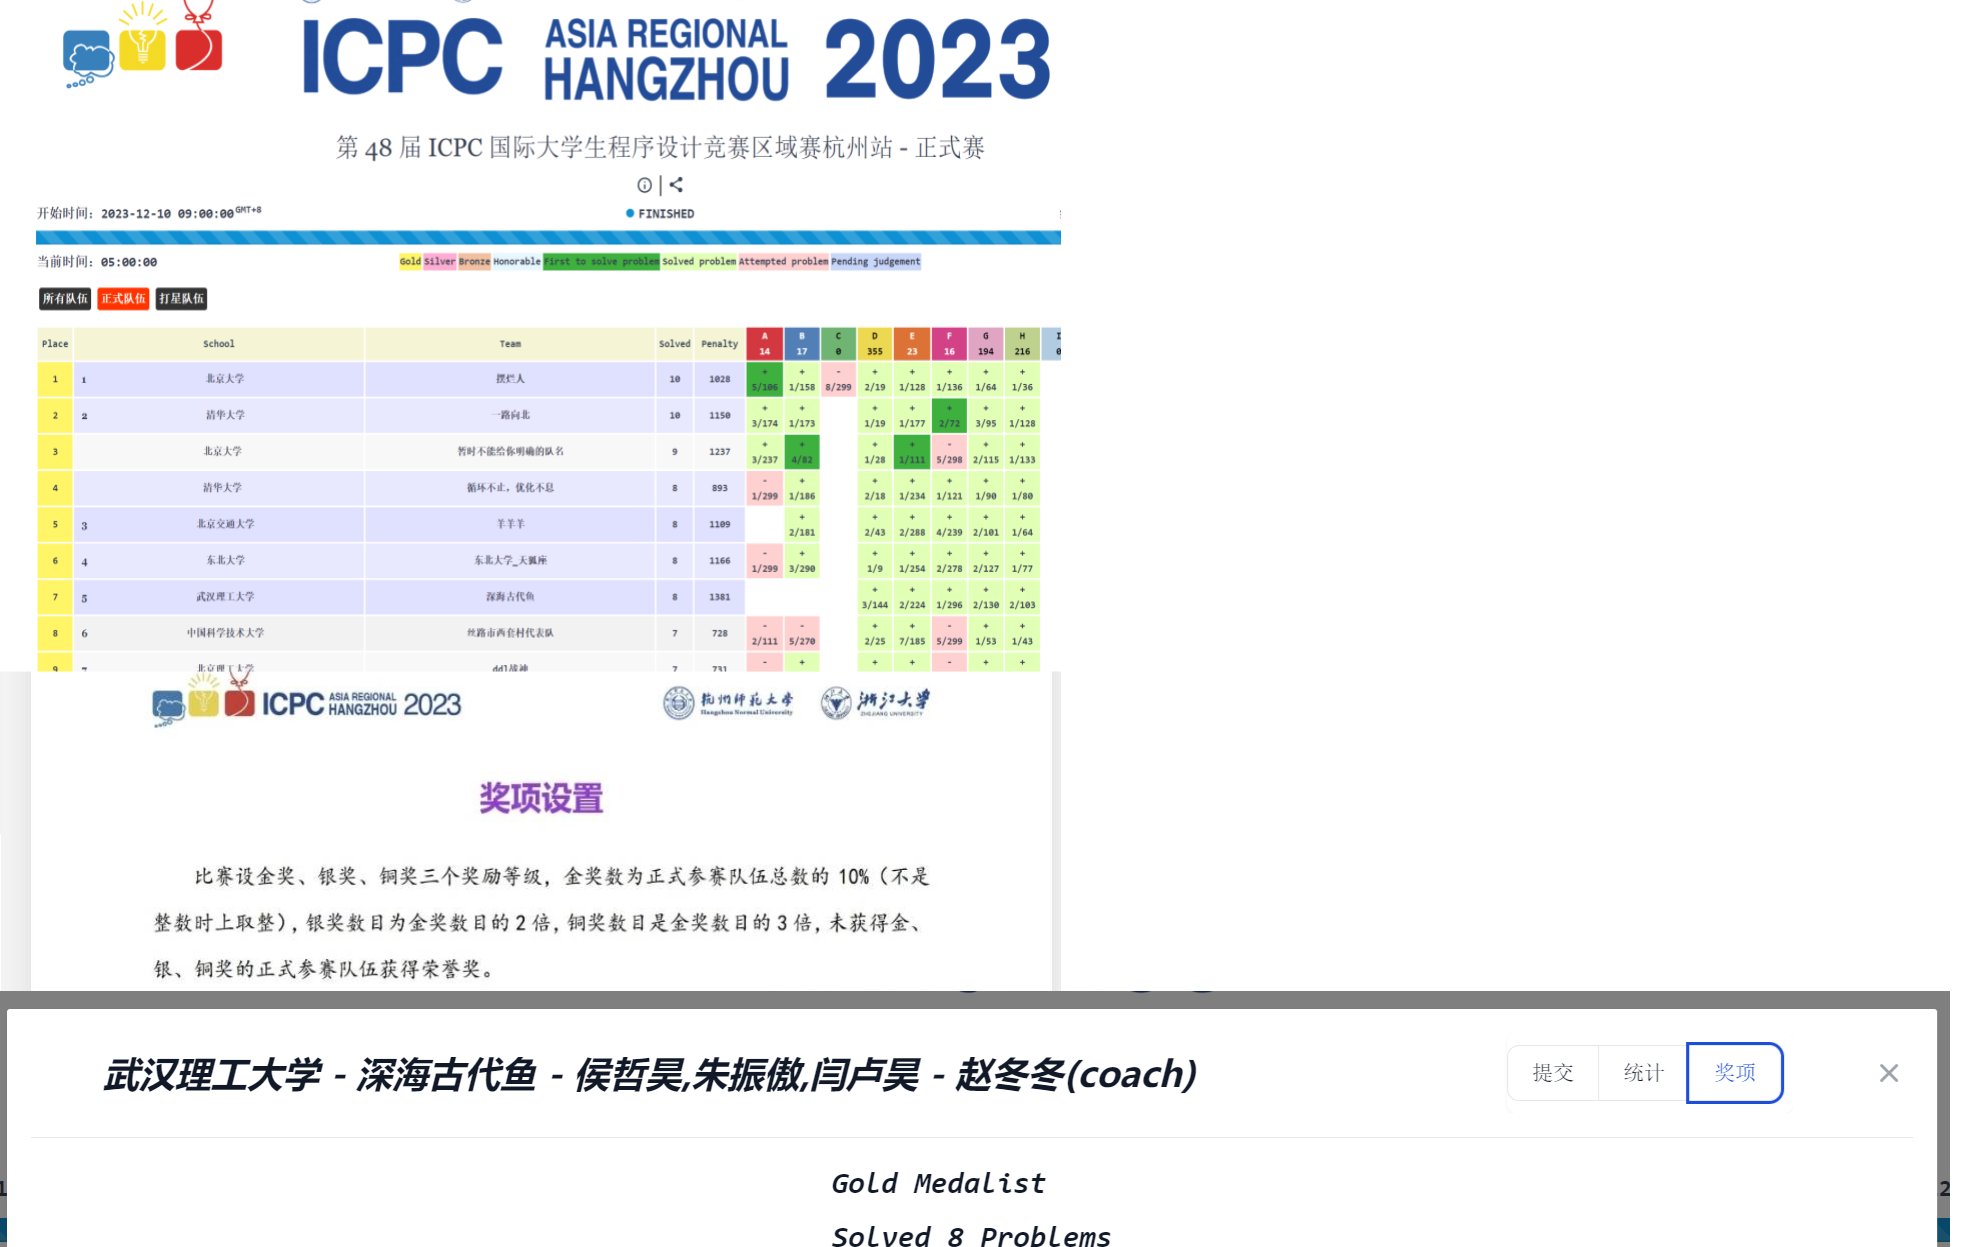 ICPC ASIA REGIONAL HANGZHOU 2023
第 48 届 ICPC 国际大学生程序设计竞赛区域赛杭州站 - 正式赛
开始时间：2023-12-10 09:00:00 GMT+8 FINISHED
当前时间：05:00:00 Gold Silver Bronze Honorable First to solve problem Solved problem Attempted problem Pending judgement
所有队伍 正式队伍 打星队伍
Place School Team Solved Penalty A B C D E F G H I
14 17 0 355 23 16 194 216 0
1 1 北京大学 摆烂人 10 1028 + 5/106 + 1/158 - 8/299 + 2/19 + 1/128 + 1/136 + 1/64 + 1/36
2 2 清华大学 一路向北 10 1150 + 3/174 + 1/173 + 1/19 + 1/177 + 2/72 + 3/95 + 1/128
3 北京大学 暂时不能给你明确的队名 9 1237 + 3/237 + 4/82 + 1/28 + 1/111 - 5/298 + 2/115 + 1/133
4 清华大学 循环不止，优化不息 8 893 - 1/299 + 1/186 + 2/18 + 1/234 + 1/121 + 1/90 + 1/80
5 3 北京交通大学 羊羊羊 8 1109 + 2/181 + 2/43 + 2/288 + 4/239 + 2/101 + 1/64
6 4 东北大学 东北大学_天狐座 8 1166 - 1/299 + 3/290 + 1/9 + 1/254 + 2/278 + 2/127 + 1/77
7 5 武汉理工大学 深海古代鱼 8 1381 + 3/144 + 2/224 + 1/296 + 2/130 + 2/103
8 6 中国科学技术大学 丝路市西套村代表队 7 728 - 2/111 - 5/270 + 2/25 + 7/185 - 5/299 + 1/53 + 1/43
9 7 北京理工大学 ddl战神 7 731 - + + + - + +
ICPC ASIA REGIONAL HANGZHOU 2023 杭州师范大学 Hangzhou Normal University 浙江大学 ZHEJIANG UNIVERSITY
奖项设置
比赛设金奖、银奖、铜奖三个奖励等级，金奖数为正式参赛队伍总数的 10%（不是
整数时上取整），银奖数目为金奖数目的 2 倍，铜奖数目是金奖数目的 3 倍，未获得金、
银、铜奖的正式参赛队伍获得荣誉奖。
武汉理工大学 - 深海古代鱼 - 侯哲昊,朱振傲,闫卢昊 - 赵冬冬(coach) 提交 统计 奖项
Gold Medalist
Solved 8 Problems